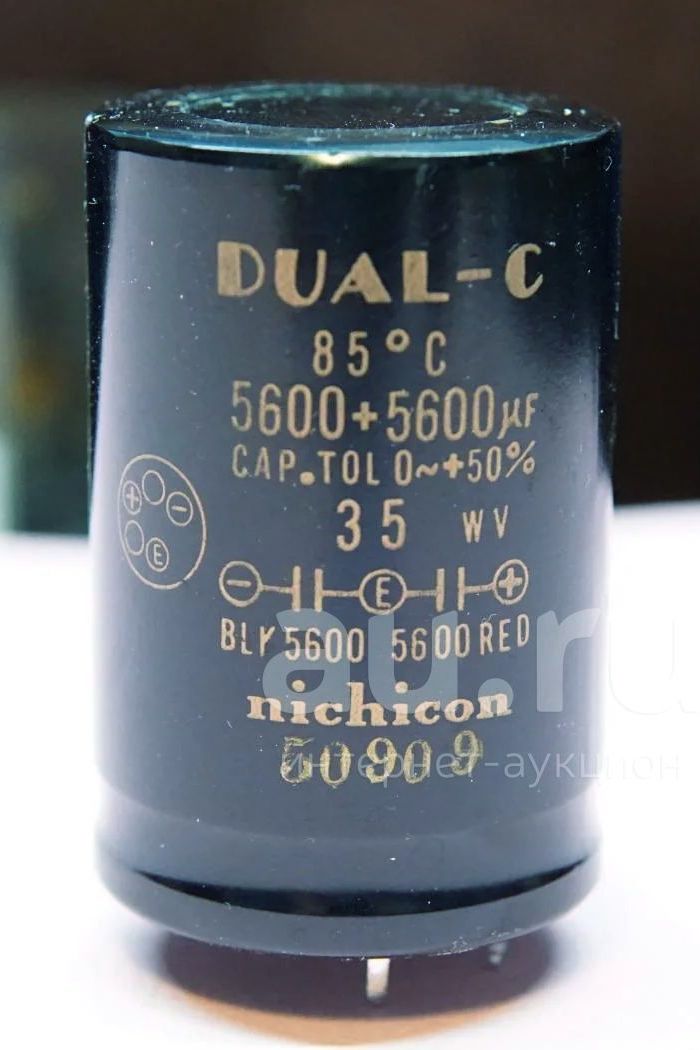 DUAL-C
85°C
5600+5600µF
CAP.TOL 0~+50%
35 WV
+ −
E
− E +
BLK 5600 5600 RED
nichicon
50909
au.ru
интернет-аукцион